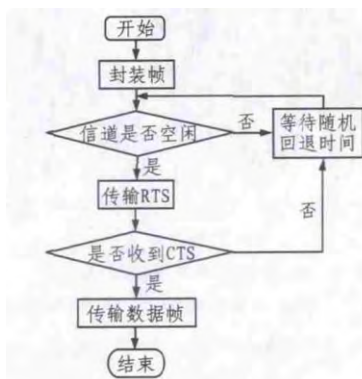 开始
封装帧
信道是否空闲
否
等待随机
回退时间
是
传输RTS
否
是否收到CTS
是
传输数据帧
结束